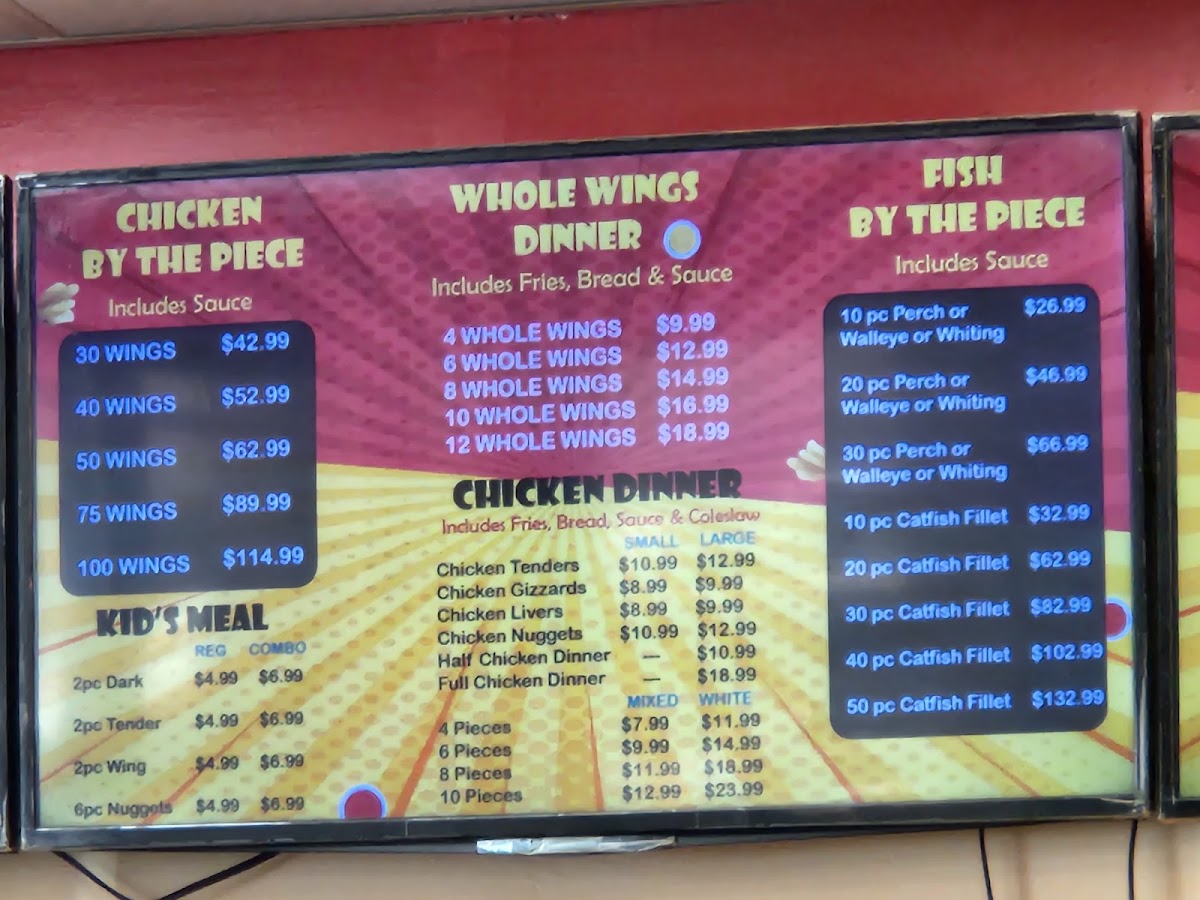 CHICKEN
BY THE PIECE
Includes Sauce
30 WINGS $42.99
40 WINGS $52.99
50 WINGS $62.99
75 WINGS $89.99
100 WINGS $114.99
KID'S MEAL
REG COMBO
2pc Dark $4.99 $6.99
2pc Tender $4.99 $6.99
2pc Wing $4.99 $6.99
6pc Nuggets $4.99 $6.99
WHOLE WINGS
DINNER
Includes Fries, Bread & Sauce
4 WHOLE WINGS $9.99
6 WHOLE WINGS $12.99
8 WHOLE WINGS $14.99
10 WHOLE WINGS $16.99
12 WHOLE WINGS $18.99
CHICKEN DINNER
Includes Fries, Bread, Sauce & Coleslaw
SMALL LARGE
Chicken Tenders $10.99 $12.99
Chicken Gizzards $8.99 $9.99
Chicken Livers $8.99 $9.99
Chicken Nuggets $10.99 $12.99
Half Chicken Dinner — $10.99
Full Chicken Dinner — $18.99
MIXED WHITE
4 Pieces $7.99 $11.99
6 Pieces $9.99 $14.99
8 Pieces $11.99 $18.99
10 Pieces $12.99 $23.99
FISH
BY THE PIECE
Includes Sauce
10 pc Perch or $26.99
Walleye or Whiting
20 pc Perch or $46.99
Walleye or Whiting
30 pc Perch or $66.99
Walleye or Whiting
10 pc Catfish Fillet $32.99
20 pc Catfish Fillet $62.99
30 pc Catfish Fillet $82.99
40 pc Catfish Fillet $102.99
50 pc Catfish Fillet $132.99